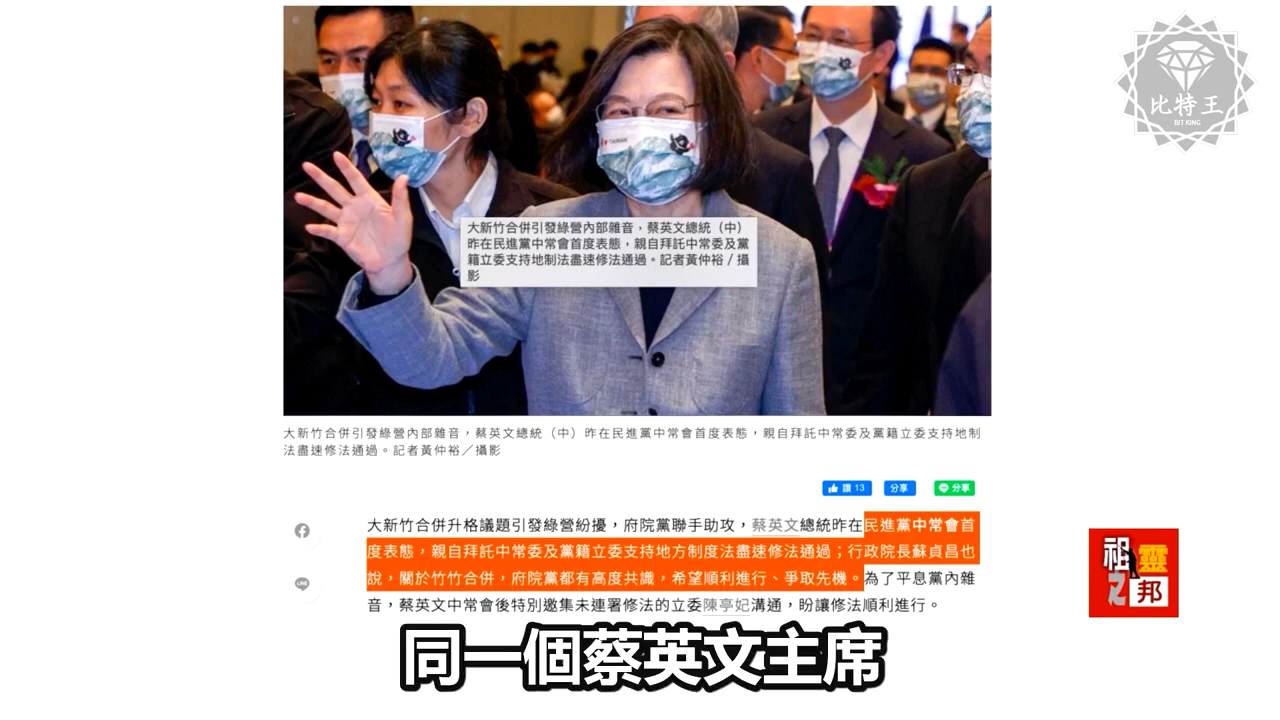 比特王
BIT KING
TAIWAN
大新竹合併引發綠營內部雜音，蔡英文總統（中）
昨在民進黨中常會首度表態，親自拜託中常委及黨
籍立委支持地制法盡速修法通過。記者黃仲裕／攝
影
大新竹合併引發綠營內部雜音，蔡英文總統（中）昨在民進黨中常會首度表態，親自拜託中常委及黨籍立委支持地制
法盡速修法通過。記者黃仲裕／攝影
讚 13
分享
分享
大新竹合併升格議題引發綠營紛擾，府院黨聯手助攻，蔡英文總統昨在民進黨中常會首
度表態，親自拜託中常委及黨籍立委支持地方制度法盡速修法通過；行政院長蘇貞昌也
說，關於竹竹合併，府院黨都有高度共識，希望順利進行、爭取先機。為了平息黨內雜
音，蔡英文中常會後特別邀集未連署修法的立委陳亭妃溝通，盼讓修法順利進行。
祖靈之邦
同一個蔡英文主席